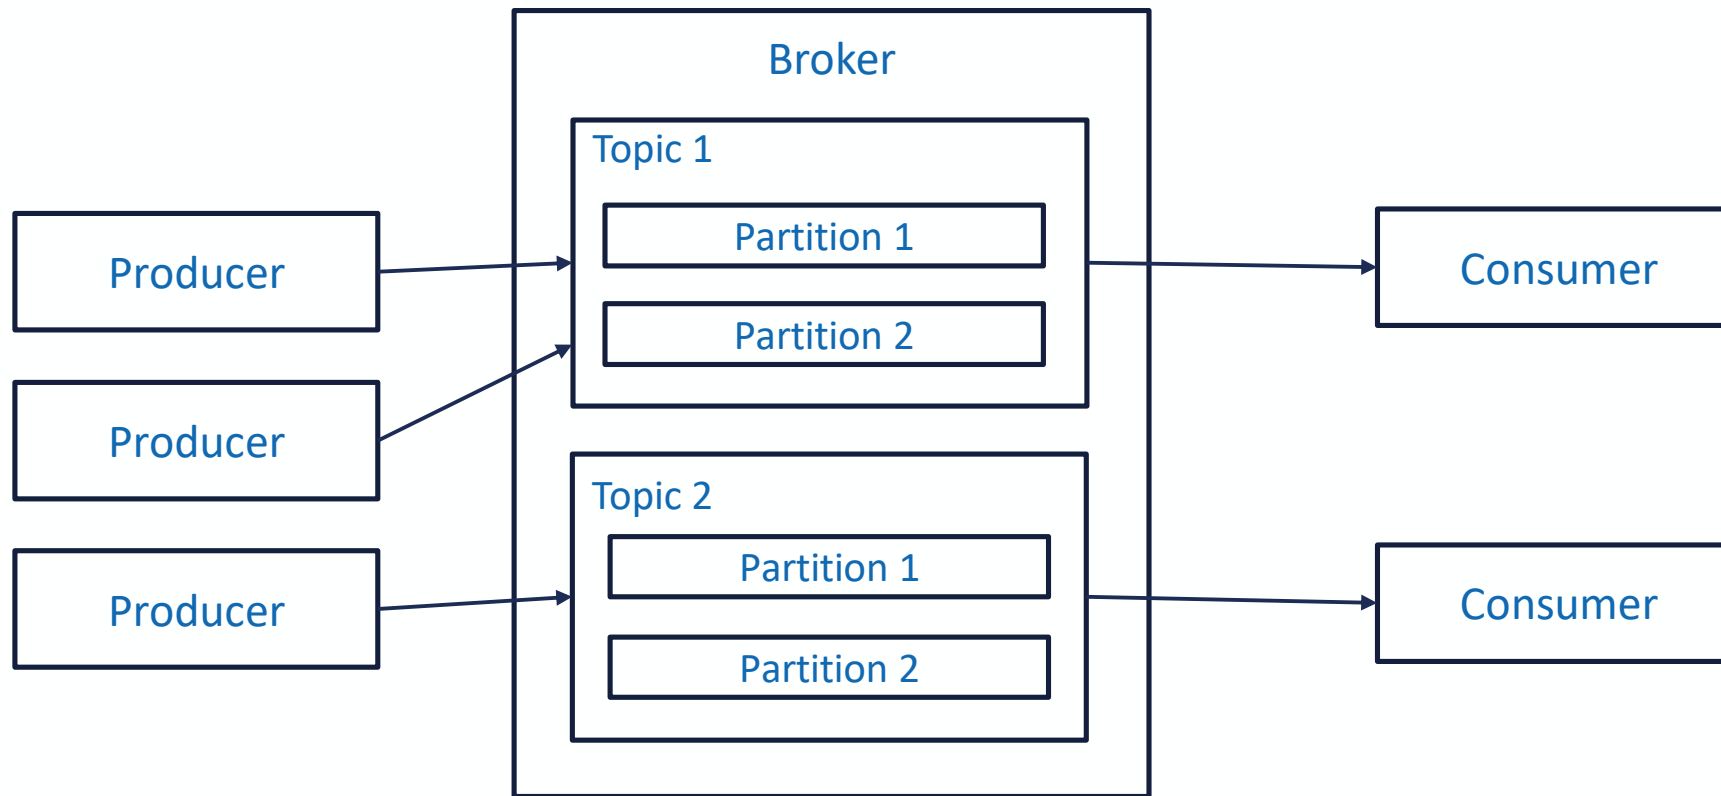 Broker
Topic 1
Partition 1
Partition 2
Producer
Producer
Producer
Topic 2
Partition 1
Partition 2
Consumer
Consumer